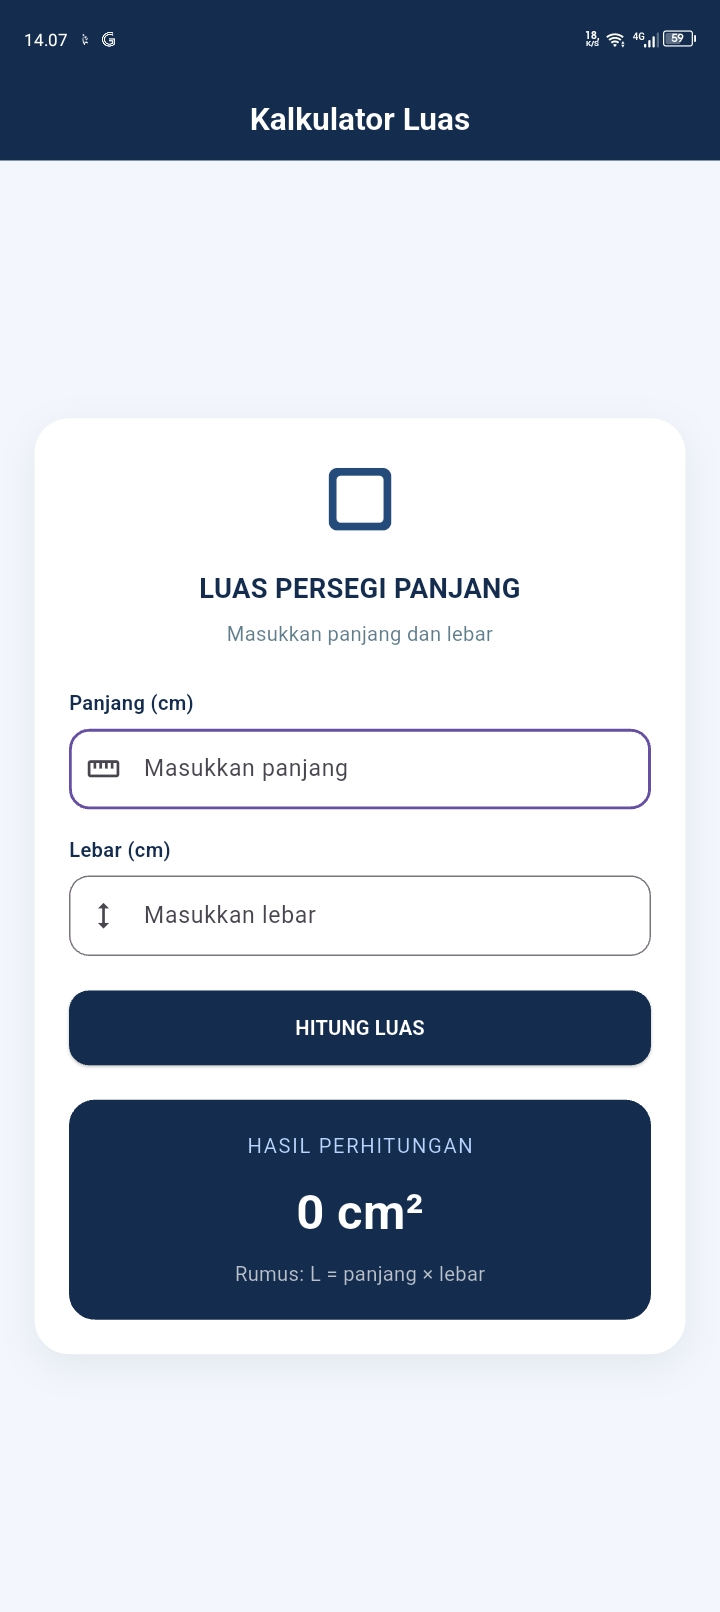 14.07
18,
K/S
4G
59
Kalkulator Luas
LUAS PERSEGI PANJANG
Masukkan panjang dan lebar
Panjang (cm)
Masukkan panjang
Lebar (cm)
Masukkan lebar
HITUNG LUAS
HASIL PERHITUNGAN
0 cm²
Rumus: L = panjang × lebar